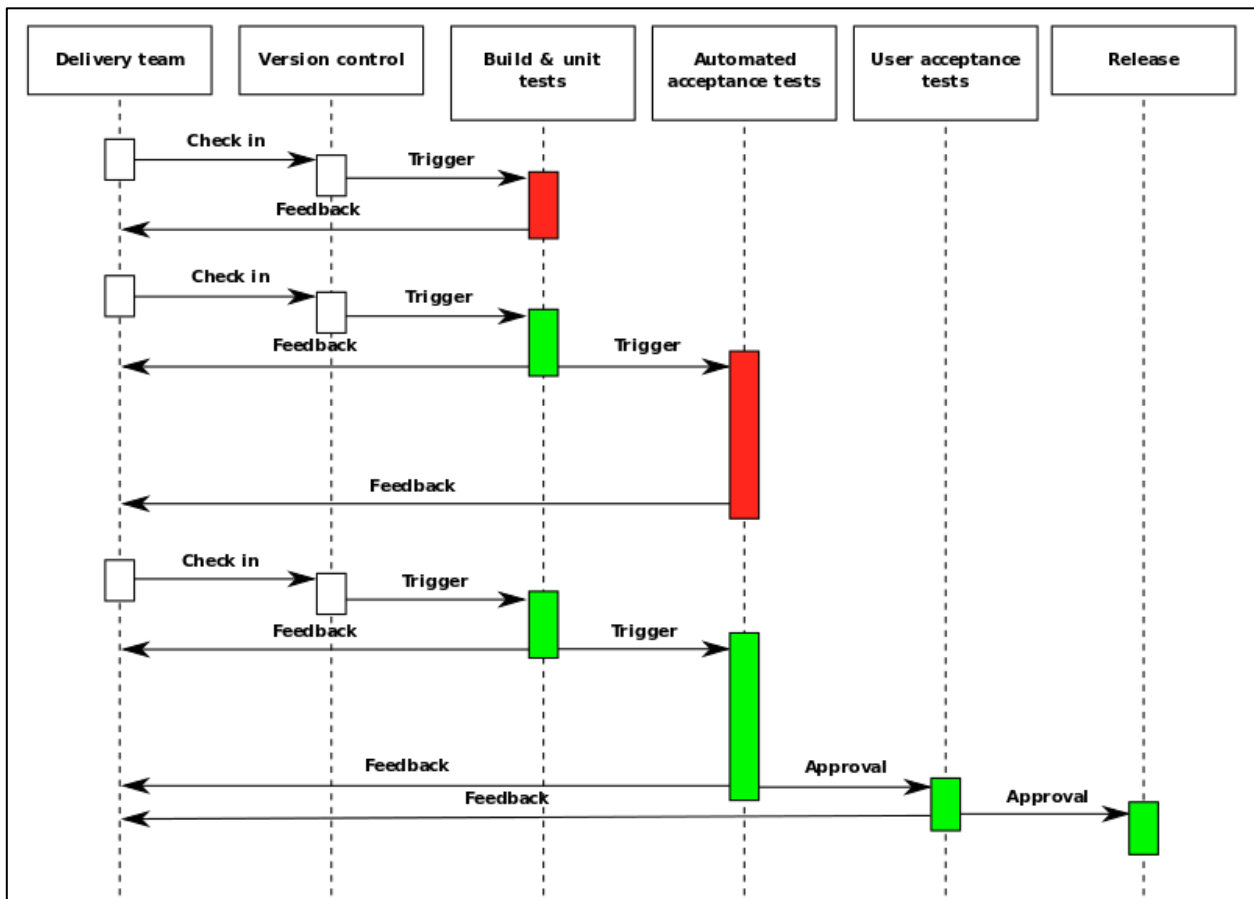 Delivery team
Version control
Build & unit
tests
Automated
acceptance tests
User acceptance
tests
Release
Check in
Trigger
Feedback
Check in
Trigger
Feedback
Trigger
Feedback
Check in
Trigger
Feedback
Trigger
Feedback
Approval
Feedback
Approval